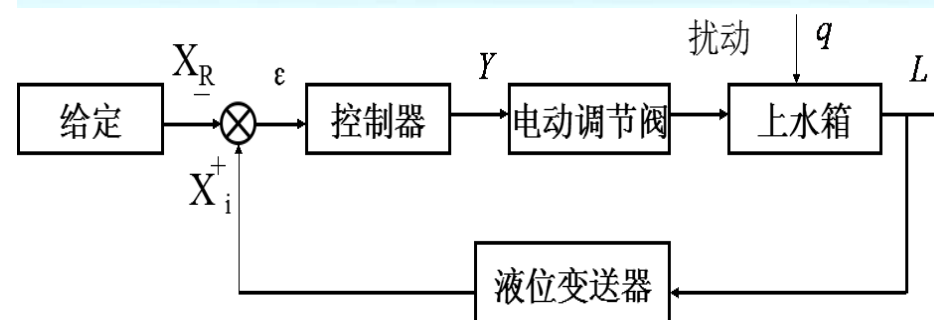 扰动 q
X_R
−
ε
Y
L
给定
控制器
电动调节阀
上水箱
+
X_i
液位变送器